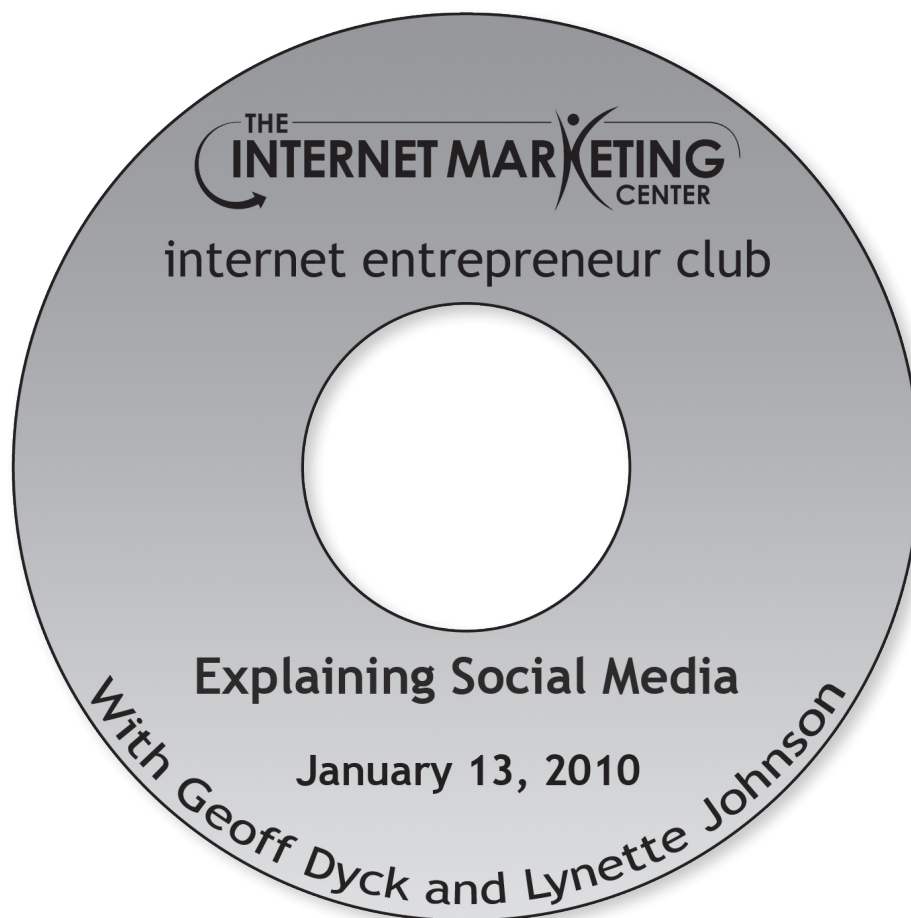 THE
INTERNET MARKETING
CENTER
internet entrepreneur club
Explaining Social Media
January 13, 2010
With Geoff Dyck and Lynette Johnson